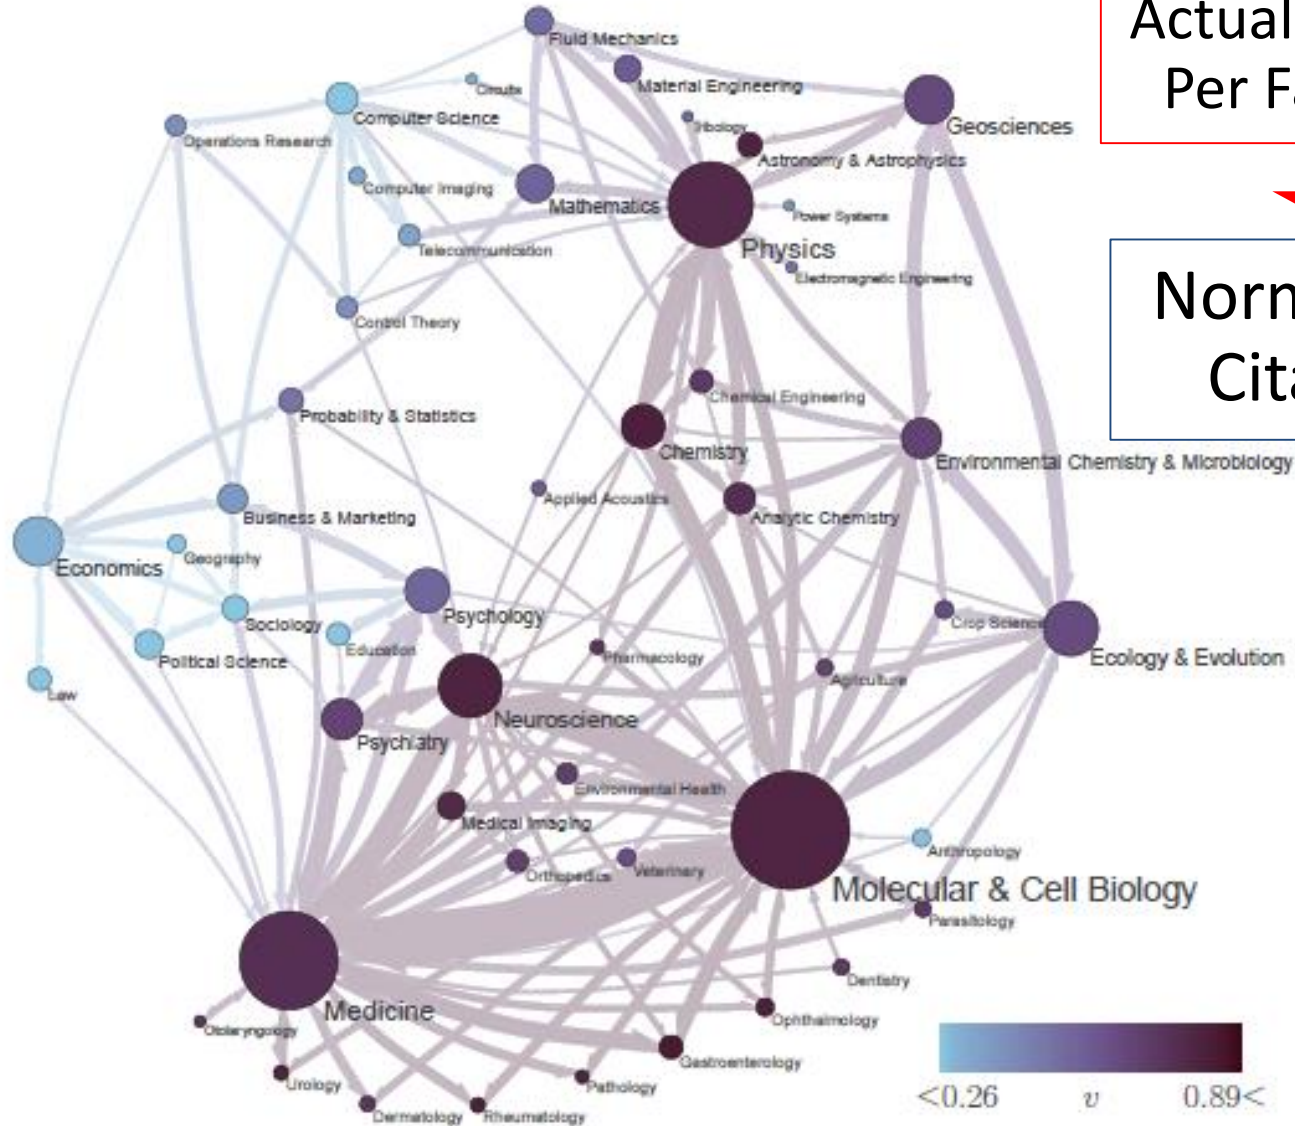 Actual
Per Fa
Norm
Cita
Fluid Mechanics
Material Engineering
Circuits
Computer Science
Tribology
Geosciences
Operations Research
Astronomy & Astrophysics
Computer Imaging
Mathematics
Power Systems
Physics
Telecommunication
Electromagnetic Engineering
Control Theory
Chemical Engineering
Probability & Statistics
Chemistry
Environmental Chemistry & Microbiology
Applied Acoustics
Business & Marketing
Analytic Chemistry
Geography
Economics
Psychology
Sociology
Crop Science
Education
Political Science
Pharmacology
Ecology & Evolution
Law
Agriculture
Neuroscience
Psychiatry
Environmental Health
Medical Imaging
Anthropology
Orthopedics
Veterinary
Molecular & Cell Biology
Parasitology
Dentistry
Medicine
Ophthalmology
Otolaryngology
Gastroenterology
Urology
Pathology
Dermatology
Rheumatology
<0.26 v 0.89<